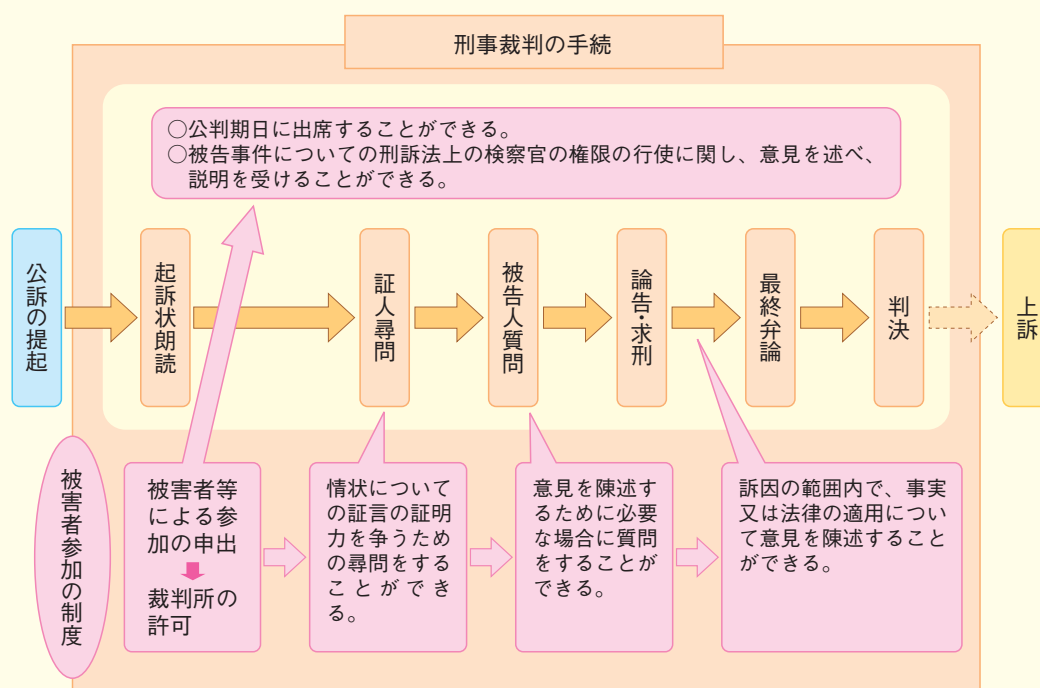 刑事裁判の手続
○公判期日に出席することができる。
○被告事件についての刑訴法上の検察官の権限の行使に関し、意見を述べ、
説明を受けることができる。
公訴の提起
起訴状朗読
証人尋問
被告人質問
論告・求刑
最終弁論
判決
上訴
被害者参加の制度
被害者等
による参
加の申出
裁判所の
許可
情状について
の証言の証明
力を争うため
の尋問をする
ことができ
る。
意見を陳述す
るために必要
な場合に質問
をすることが
できる。
訴因の範囲内で、事実
又は法律の適用につい
て意見を陳述すること
ができる。